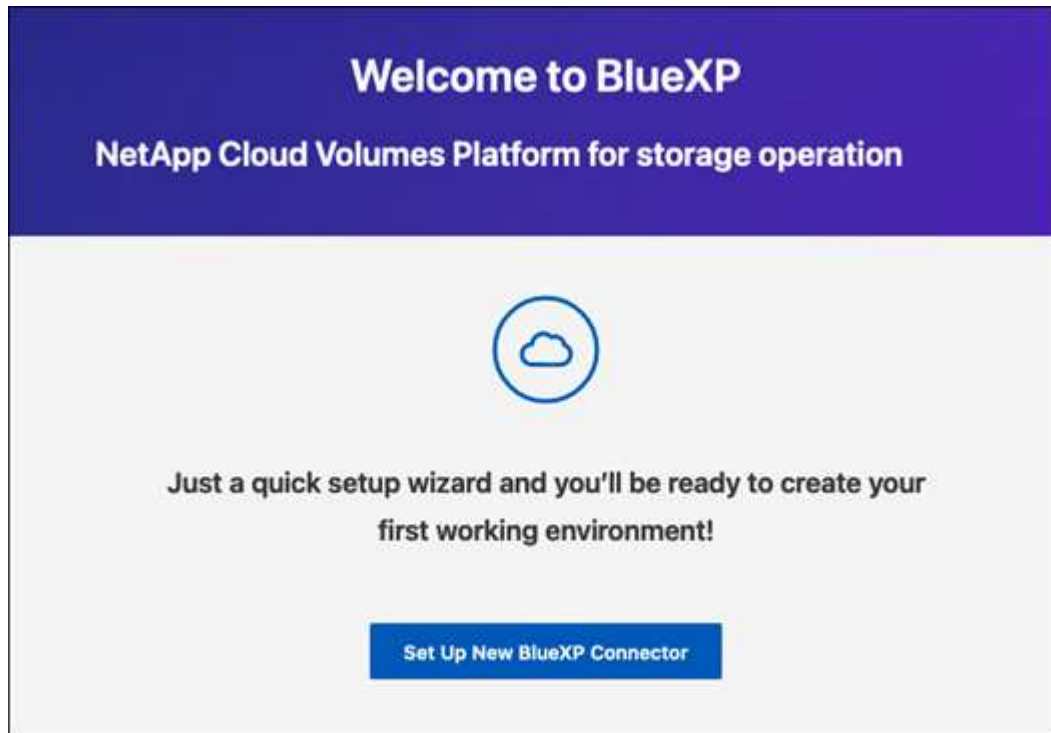 Welcome to BlueXP
NetApp Cloud Volumes Platform for storage operation
Just a quick setup wizard and you'll be ready to create your
first working environment!
Set Up New BlueXP Connector